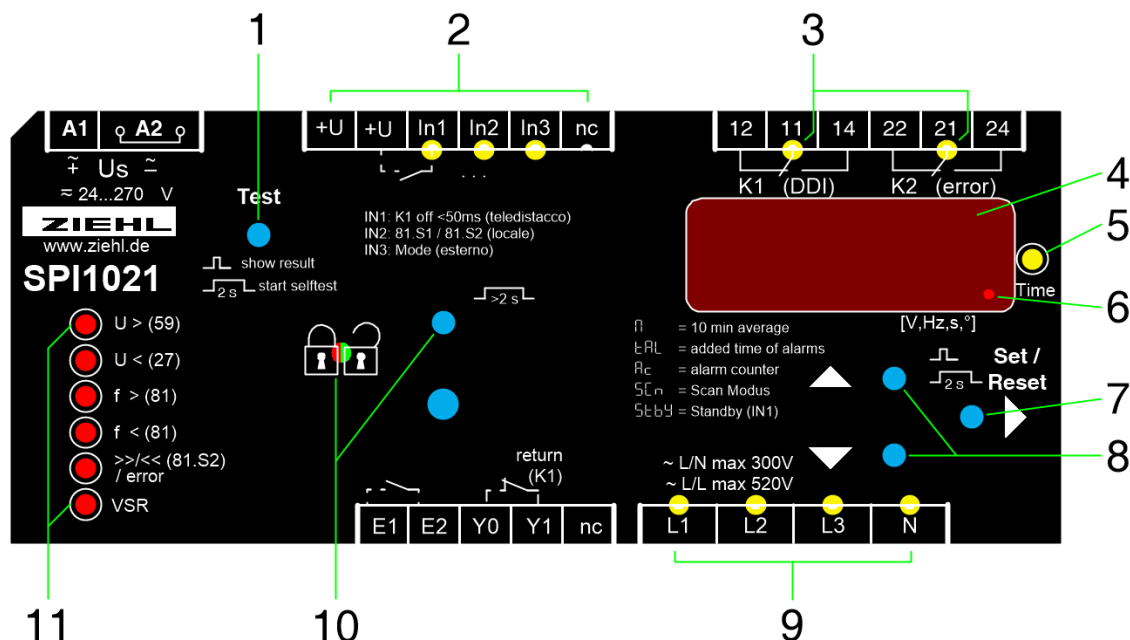 1
2
3
A1
A2
+U
+U
In1
In2
In3
nc
12
11
14
22
21
24
Us
≂ 24...270 V
ZIEHL
www.ziehl.de
SPI1021
Test
show result
2 s start selftest
IN1: K1 off <50ms (teledistacco)
IN2: 81.S1 / 81.S2 (locale)
IN3: Mode (esterno)
. . .
K1 (DDI)
K2 (error)
4
5
Time
6
[V,Hz,s,°]
>2 s
U > (59)
U < (27)
f > (81)
f < (81)
>>/<< (81.S2)
/ error
VSR
= 10 min average
tAL = added time of alarms
Ac = alarm counter
SCn = Scan Modus
Stby = Standby (IN1)
2 s
Set /
Reset
7
8
return
(K1)
~ L/N max 300V
~ L/L max 520V
E1
E2
Y0
Y1
nc
L1
L2
L3
N
11
10
9